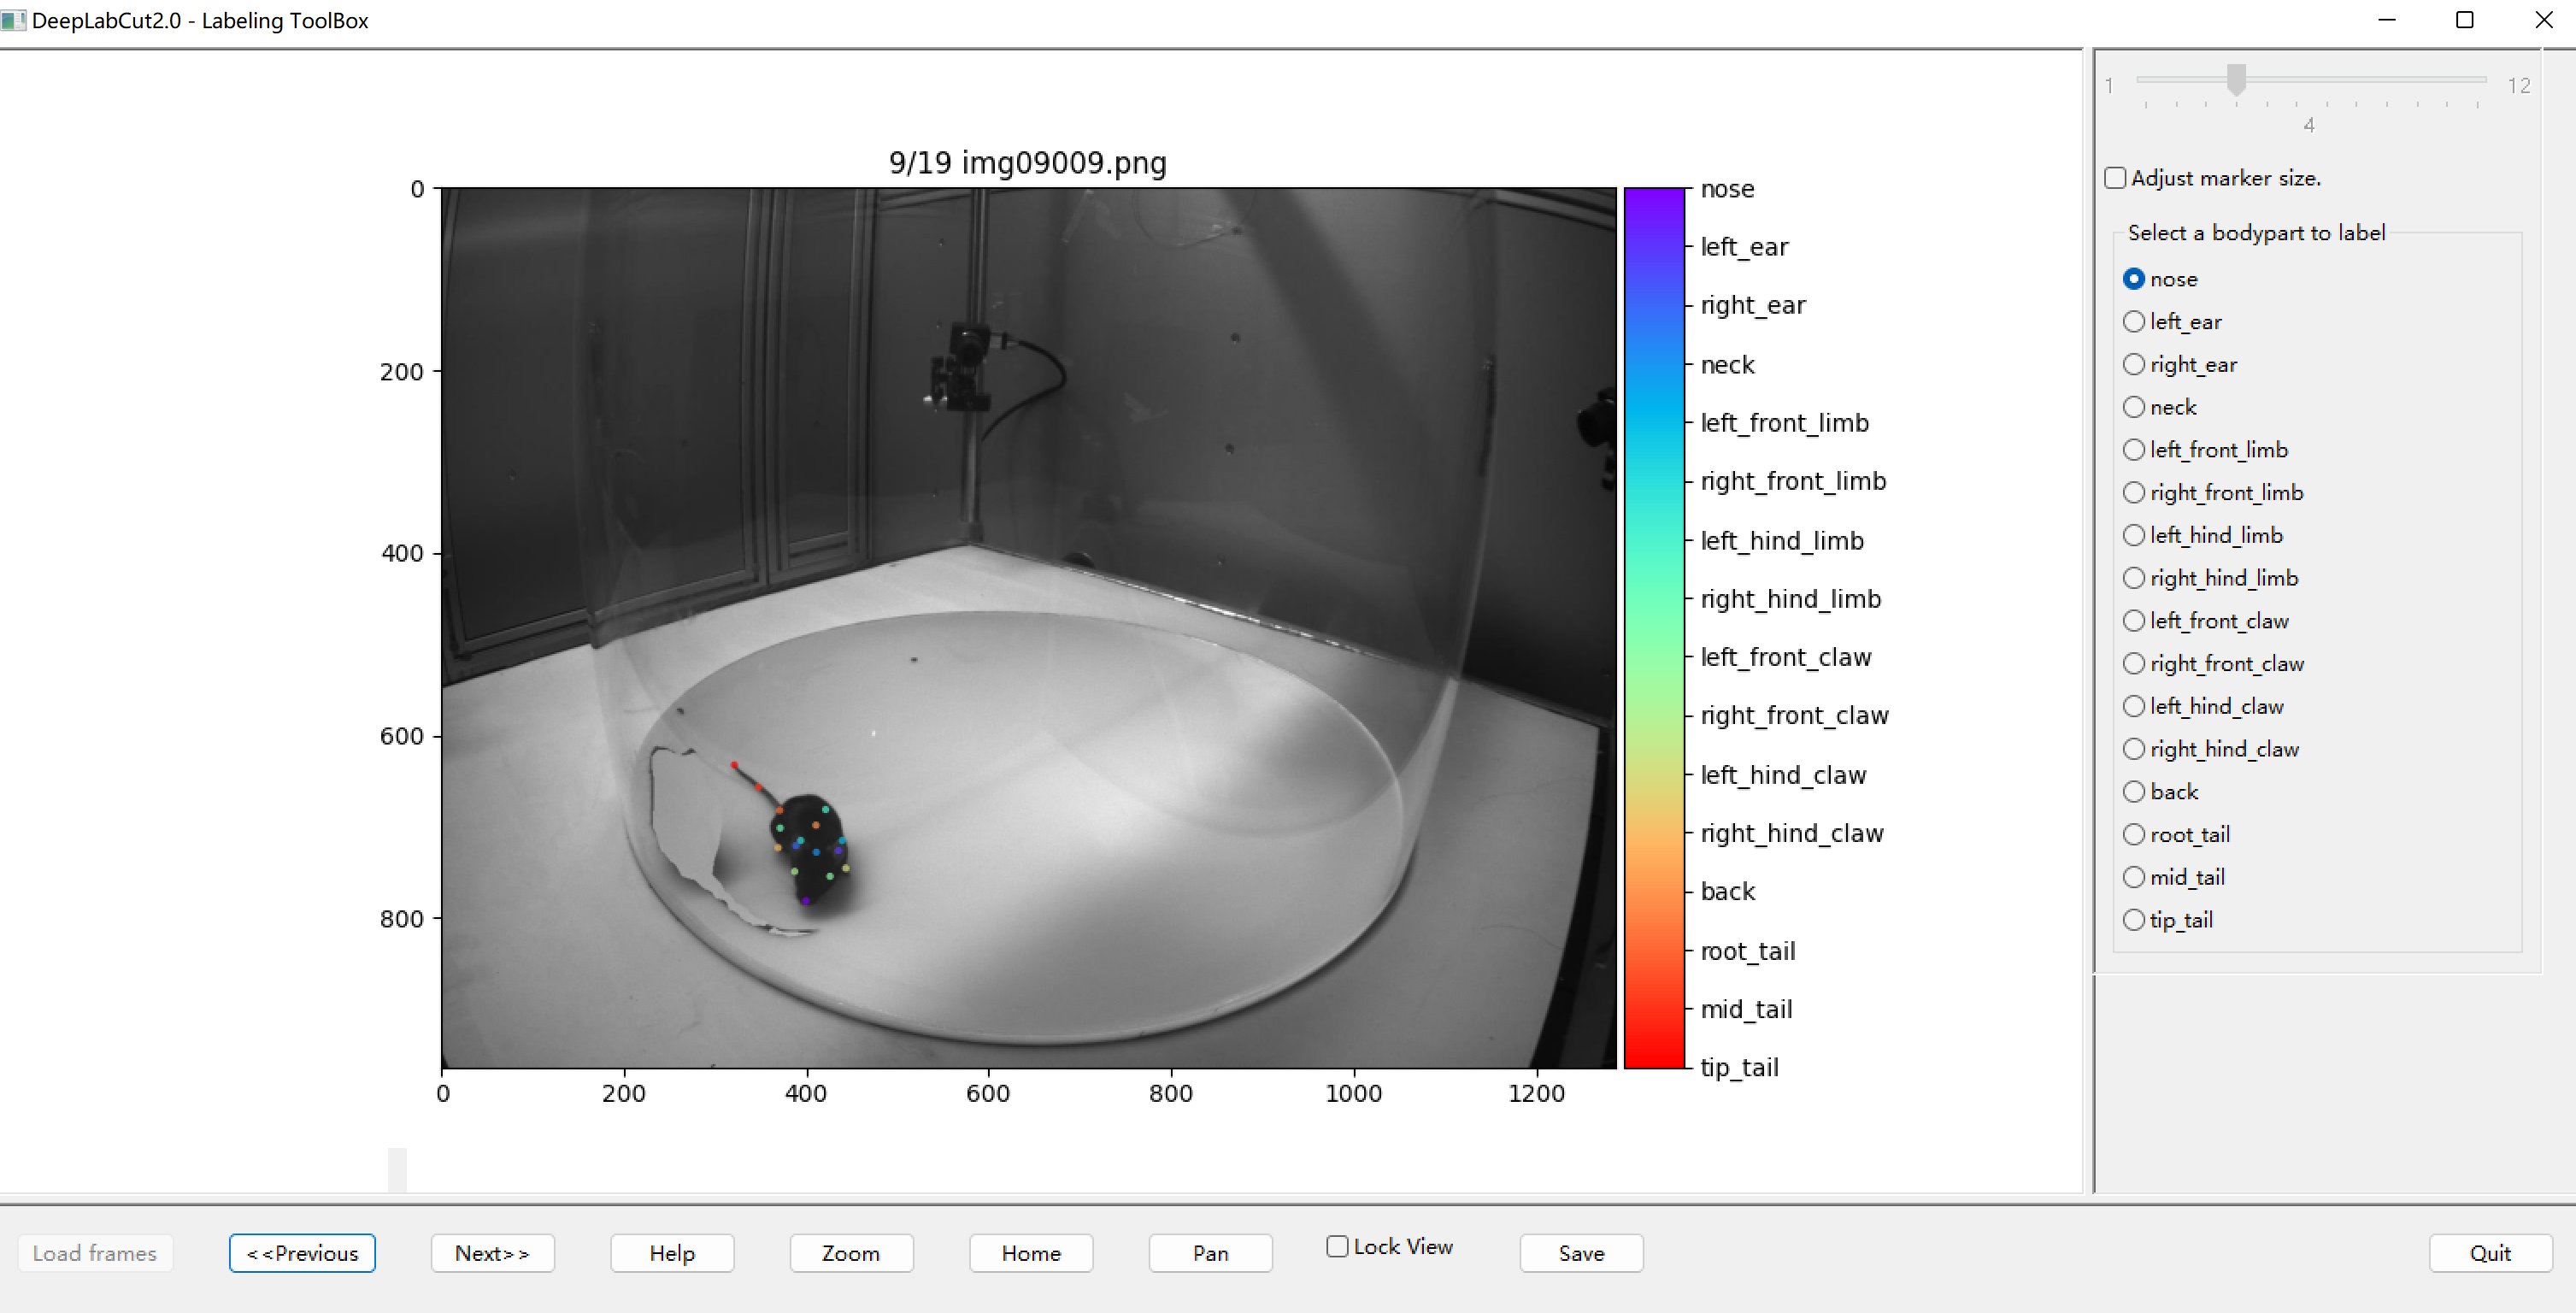 DeepLabCut2.0 - Labeling ToolBox
1
12
4
Adjust marker size.
Select a bodypart to label
nose
left_ear
right_ear
neck
left_front_limb
right_front_limb
left_hind_limb
right_hind_limb
left_front_claw
right_front_claw
left_hind_claw
right_hind_claw
back
root_tail
mid_tail
tip_tail
9/19 img09009.png
0
200
400
600
800
0
200
400
600
800
1000
1200
nose
left_ear
right_ear
neck
left_front_limb
right_front_limb
left_hind_limb
right_hind_limb
left_front_claw
right_front_claw
left_hind_claw
right_hind_claw
back
root_tail
mid_tail
tip_tail
Load frames
<<Previous
Next>>
Help
Zoom
Home
Pan
Lock View
Save
Quit